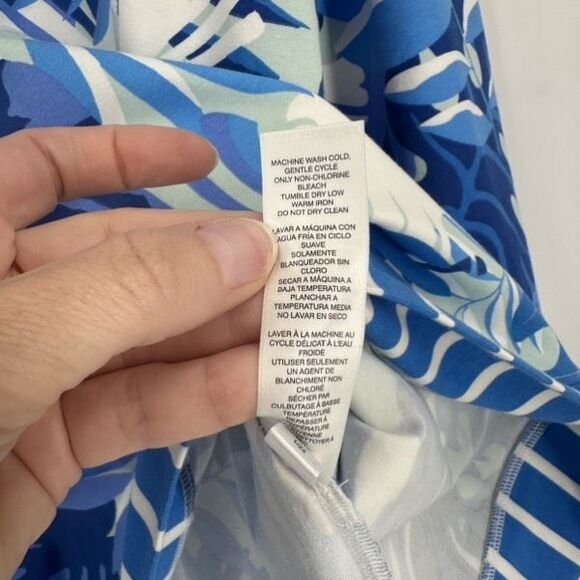 MACHINE WASH COLD,
GENTLE CYCLE
ONLY NON-CHLORINE
BLEACH
TUMBLE DRY LOW
WARM IRON
DO NOT DRY CLEAN
LAVAR A MÁQUINA CON
AGUA FRÍA EN CICLO
SUAVE
SOLAMENTE
BLANQUEADOR SIN
CLORO
SECAR A MÁQUINA A
BAJA TEMPERATURA
PLANCHAR A
TEMPERATURA MEDIA
NO LAVAR EN SECO
LAVER À LA MACHINE AU
CYCLE DÉLICAT À L'EAU
FROIDE
UTILISER SEULEMENT
UN AGENT DE
BLANCHIMENT NON
CHLORÉ
SÉCHER PAR
CULBUTAGE À BASSE
TEMPÉRATURE
REPASSER À
TEMPÉRATURE